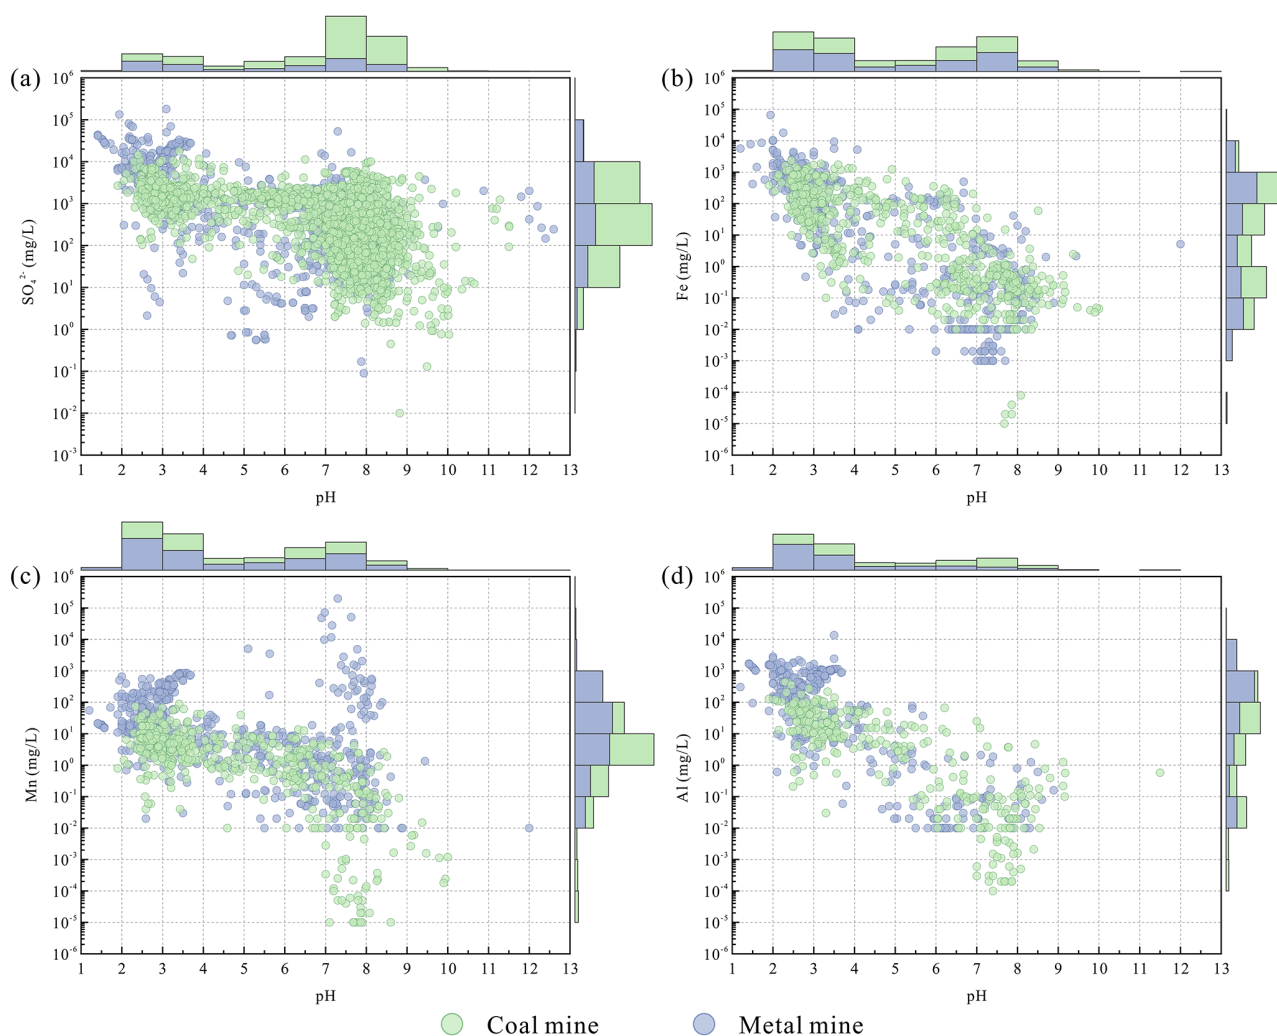 (a)
10⁶
10⁵
10⁴
10³
10²
10¹
10⁰
10⁻¹
10⁻²
10⁻³
SO₄²⁻ (mg/L)
1 2 3 4 5 6 7 8 9 10 11 12 13
pH
(b)
10⁶
10⁵
10⁴
10³
10²
10¹
10⁰
10⁻¹
10⁻²
10⁻³
10⁻⁴
10⁻⁵
10⁻⁶
Fe (mg/L)
1 2 3 4 5 6 7 8 9 10 11 12 13
pH
(c)
10⁶
10⁵
10⁴
10³
10²
10¹
10⁰
10⁻¹
10⁻²
10⁻³
10⁻⁴
10⁻⁵
10⁻⁶
Mn (mg/L)
1 2 3 4 5 6 7 8 9 10 11 12 13
pH
(d)
10⁶
10⁵
10⁴
10³
10²
10¹
10⁰
10⁻¹
10⁻²
10⁻³
10⁻⁴
10⁻⁵
10⁻⁶
Al (mg/L)
1 2 3 4 5 6 7 8 9 10 11 12 13
pH
Coal mine
Metal mine